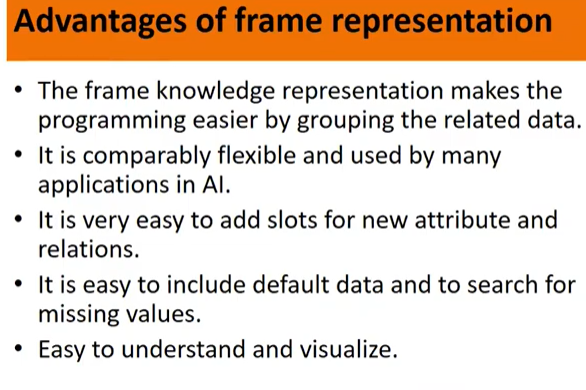 Advantages of frame representation
• The frame knowledge representation makes the
programming easier by grouping the related data.
• It is comparably flexible and used by many
applications in AI.
• It is very easy to add slots for new attribute and
relations.
• It is easy to include default data and to search for
missing values.
• Easy to understand and visualize.